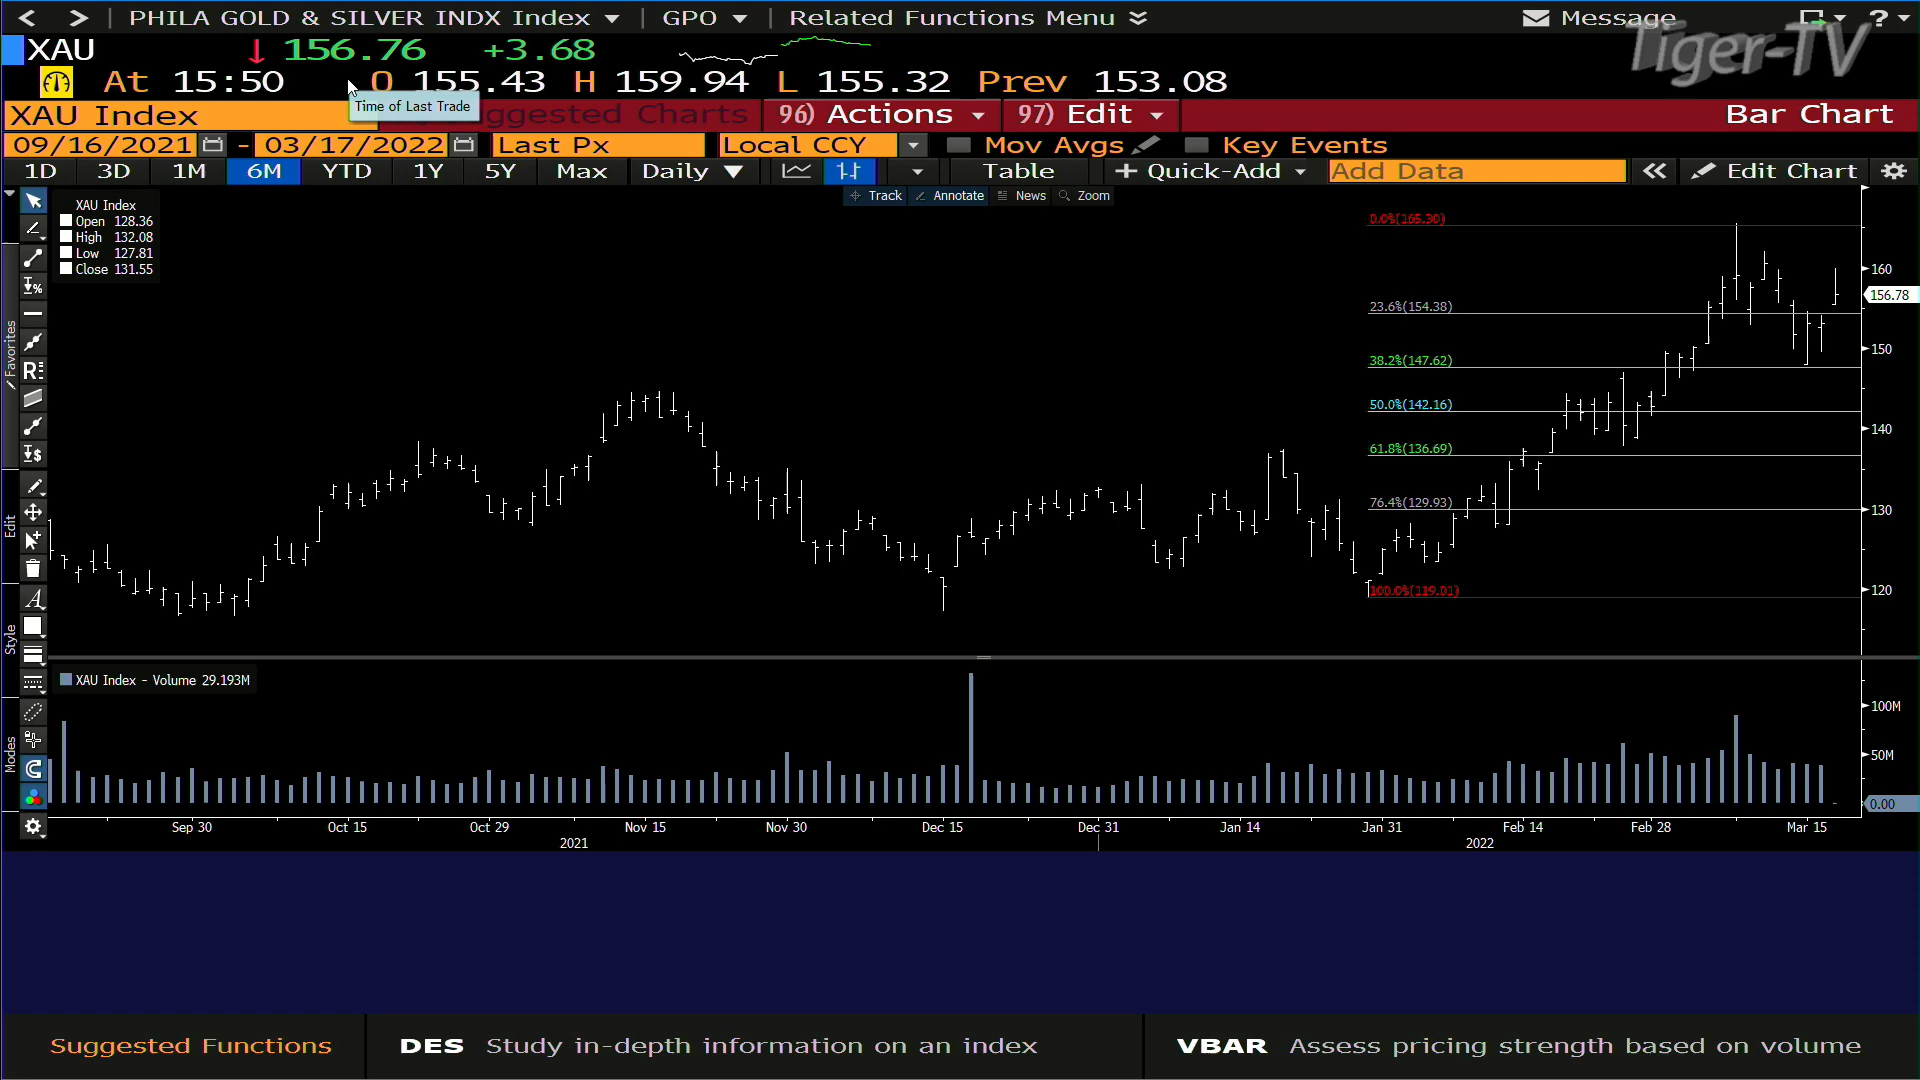 PHILA GOLD & SILVER INDX Index GPO Related Functions Menu Message ?
XAU 156.76 +3.68
Tiger-TV
At 15:50 O 155.43 H 159.94 L 155.32 Prev 153.08
Time of Last Trade
XAU Index ggested Charts 96) Actions 97) Edit Bar Chart
09/16/2021 - 03/17/2022 Last Px Local CCY Mov Avgs Key Events
1D 3D 1M 6M YTD 1Y 5Y Max Daily Table + Quick-Add Add Data Edit Chart
Track Annotate News Zoom
XAU Index
Open 128.36
High 132.08
Low 127.81
Close 131.55
Favorites
Edit
Style
Modes
0.0%(165.30)
23.6%(154.38)
38.2%(147.62)
50.0%(142.16)
61.8%(136.69)
76.4%(129.93)
100.0%(119.01)
160
156.78
150
140
130
120
XAU Index - Volume 29.193M
100M
50M
0.00
Sep 30 Oct 15 Oct 29 Nov 15 Nov 30 Dec 15 Dec 31 Jan 14 Jan 31 Feb 14 Feb 28 Mar 15
2021 2022
Suggested Functions DES Study in-depth information on an index VBAR Assess pricing strength based on volume